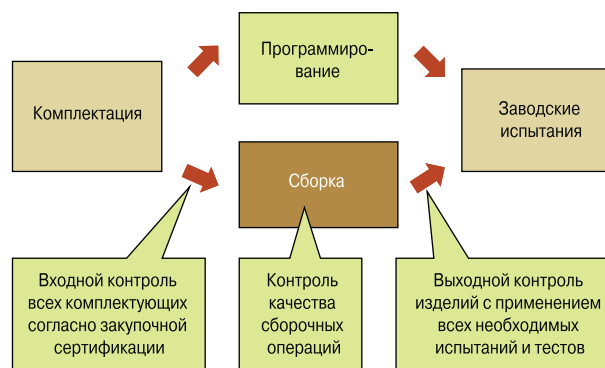 Программиро-
вание
Комплектация
Заводские
испытания
Сборка
Входной контроль
всех комплектующих
согласно закупочной
сертификации
Контроль
качества
сборочных
операций
Выходной контроль
изделий с применением
всех необходимых
испытаний и тестов